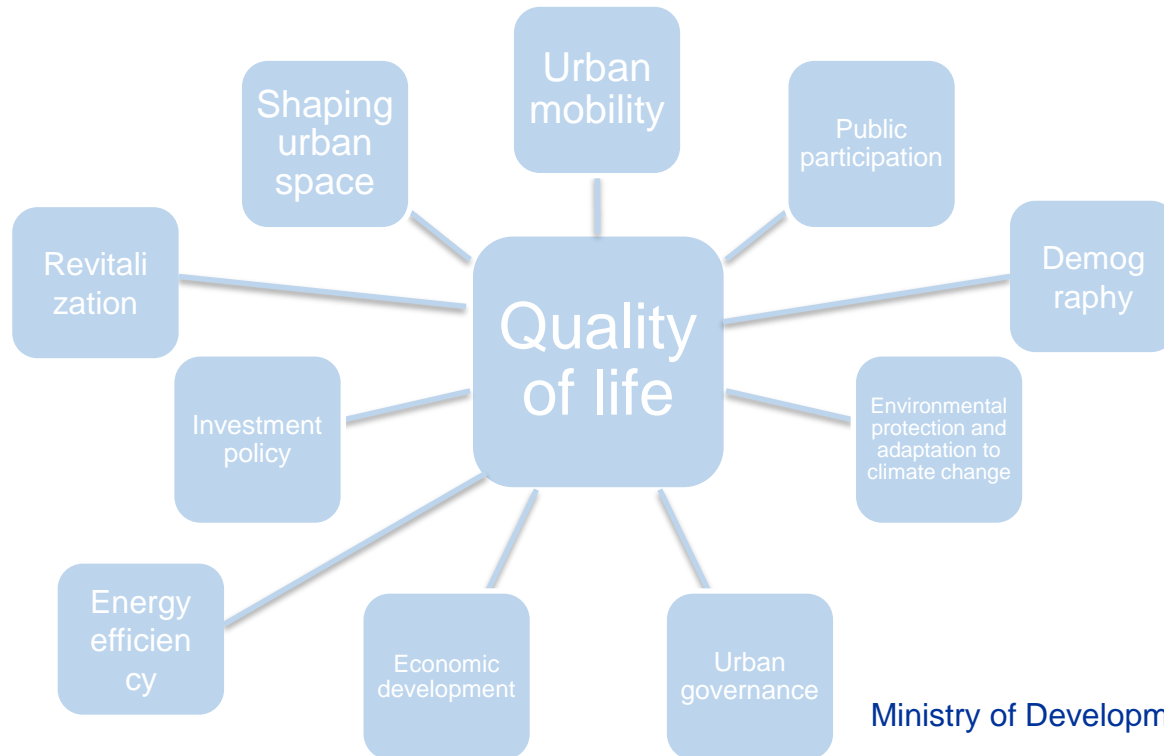 Urban
mobility
Shaping
urban
space
Public
participation
Revitali
zation
Demog
raphy
Quality
of life
Investment
policy
Environmental
protection and
adaptation to
climate change
Energy
efficien
cy
Economic
development
Urban
governance
Ministry of Developm